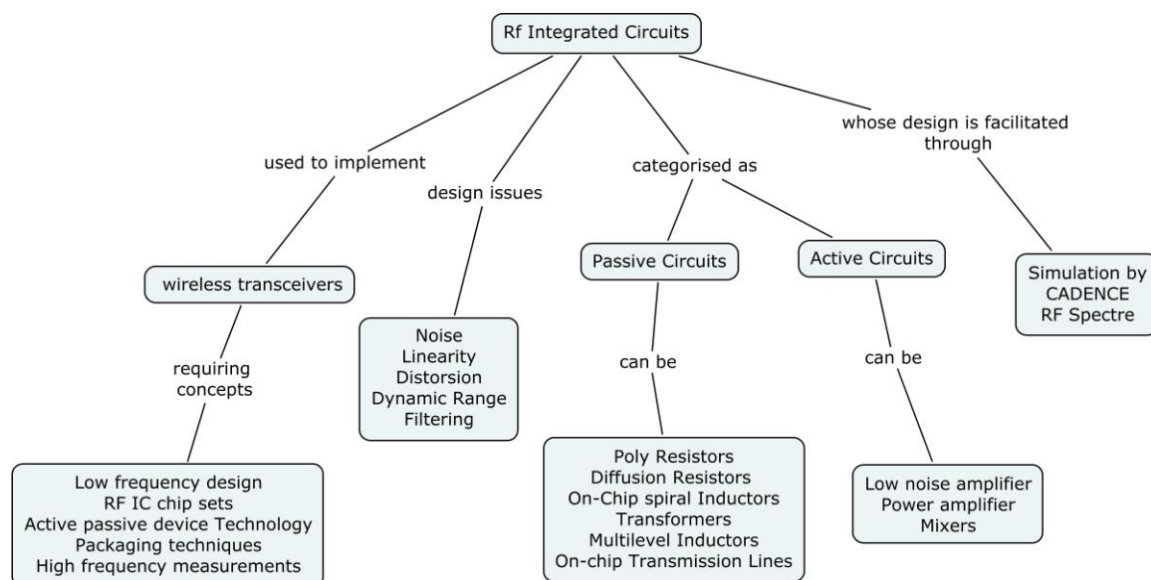 Rf Integrated Circuits
used to implement
design issues
categorised as
whose design is facilitated
through
wireless transceivers
Passive Circuits
Active Circuits
Simulation by
CADENCE
RF Spectre
requiring
concepts
Noise
Linearity
Distorsion
Dynamic Range
Filtering
can be
can be
Low frequency design
RF IC chip sets
Active passive device Technology
Packaging techniques
High frequency measurements
Poly Resistors
Diffusion Resistors
On-Chip spiral Inductors
Transformers
Multilevel Inductors
On-chip Transmission Lines
Low noise amplifier
Power amplifier
Mixers